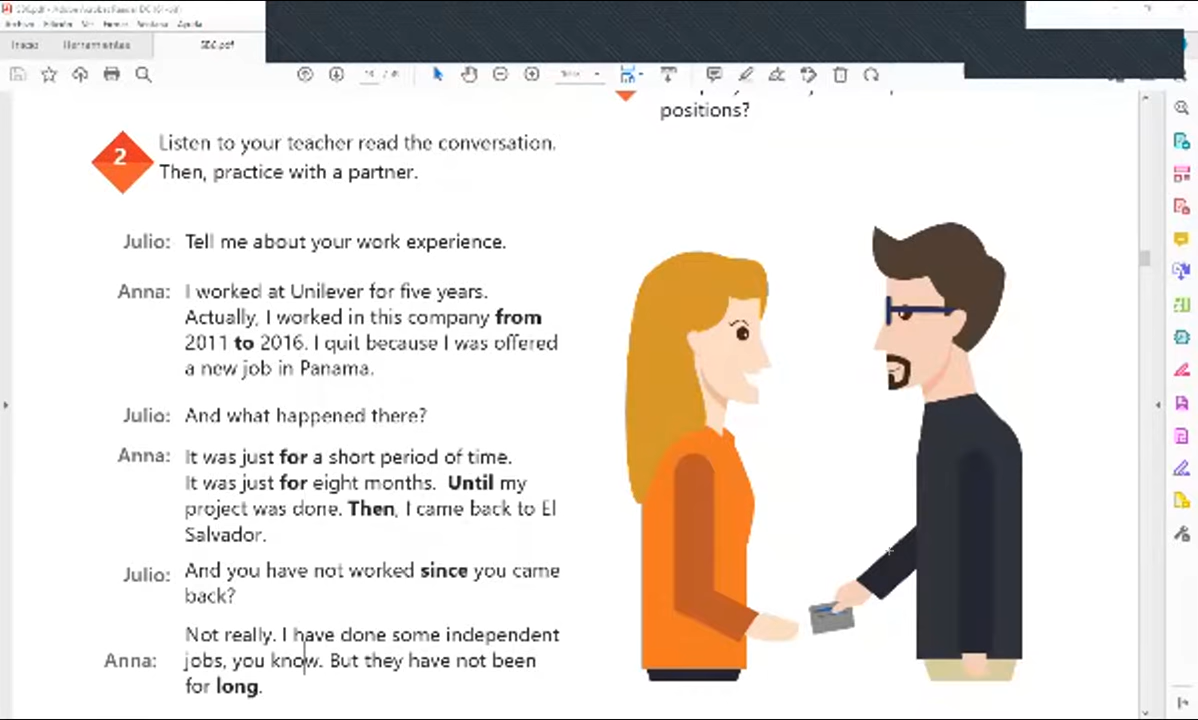 Inicio Herramientas SDC.pdf
positions?
2
Listen to your teacher read the conversation.
Then, practice with a partner.
Julio: Tell me about your work experience.
Anna: I worked at Unilever for five years.
Actually, I worked in this company from
2011 to 2016. I quit because I was offered
a new job in Panama.
Julio: And what happened there?
Anna: It was just for a short period of time.
It was just for eight months. Until my
project was done. Then, I came back to El
Salvador.
Julio: And you have not worked since you came
back?
Not really. I have done some independent
Anna: jobs, you know. But they have not been
for long.